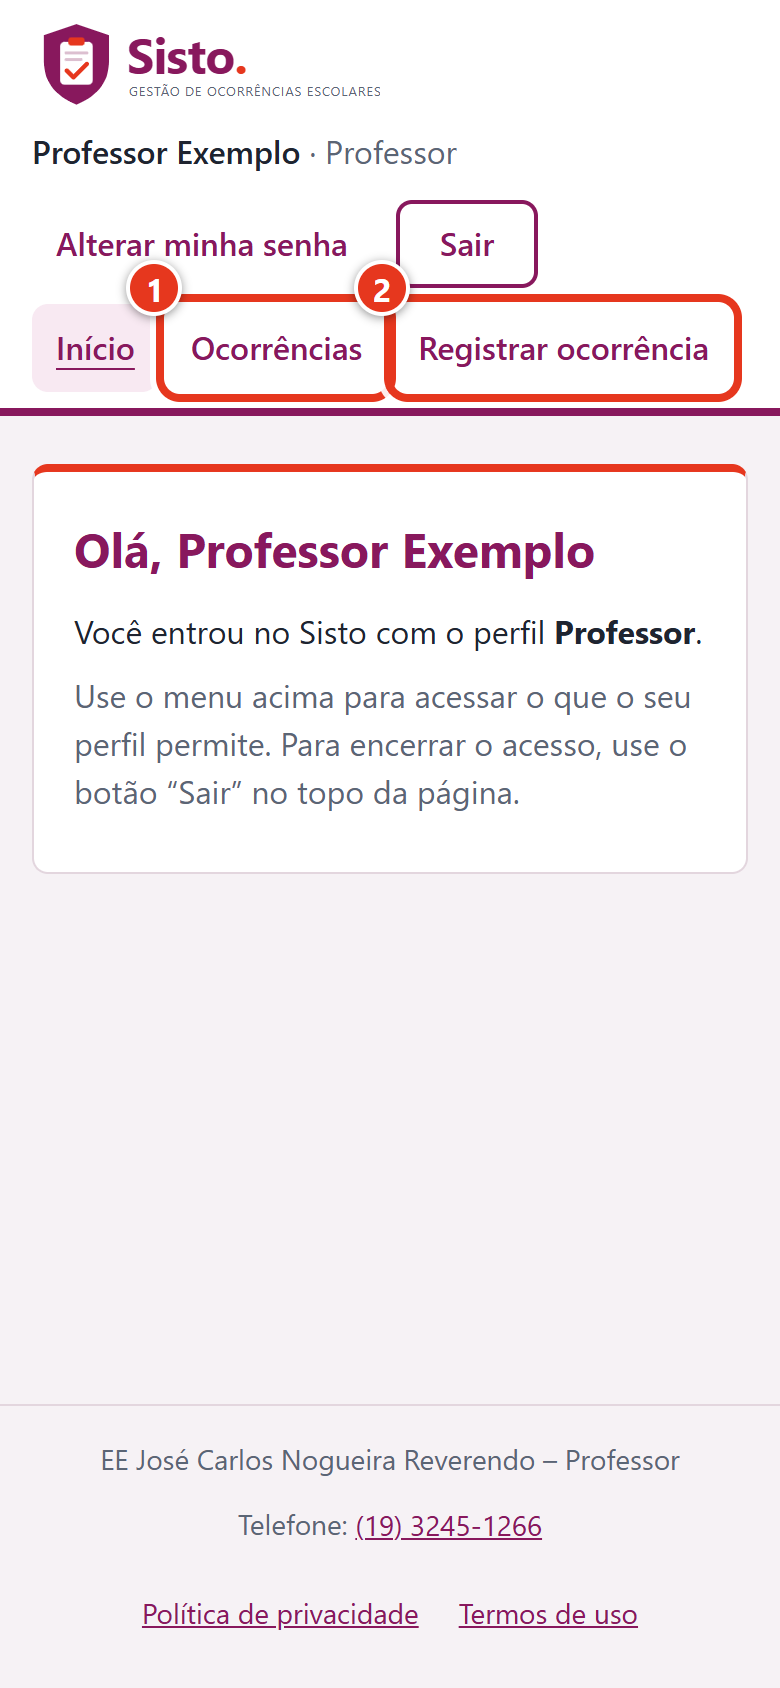 Sisto.
GESTÃO DE OCORRÊNCIAS ESCOLARES
Professor Exemplo · Professor
Alterar minha senha
Sair
1
2
Início
Ocorrências
Registrar ocorrência
Olá, Professor Exemplo
Você entrou no Sisto com o perfil Professor.
Use o menu acima para acessar o que o seu
perfil permite. Para encerrar o acesso, use o
botão “Sair” no topo da página.
EE José Carlos Nogueira Reverendo – Professor
Telefone: (19) 3245-1266
Política de privacidade
Termos de uso